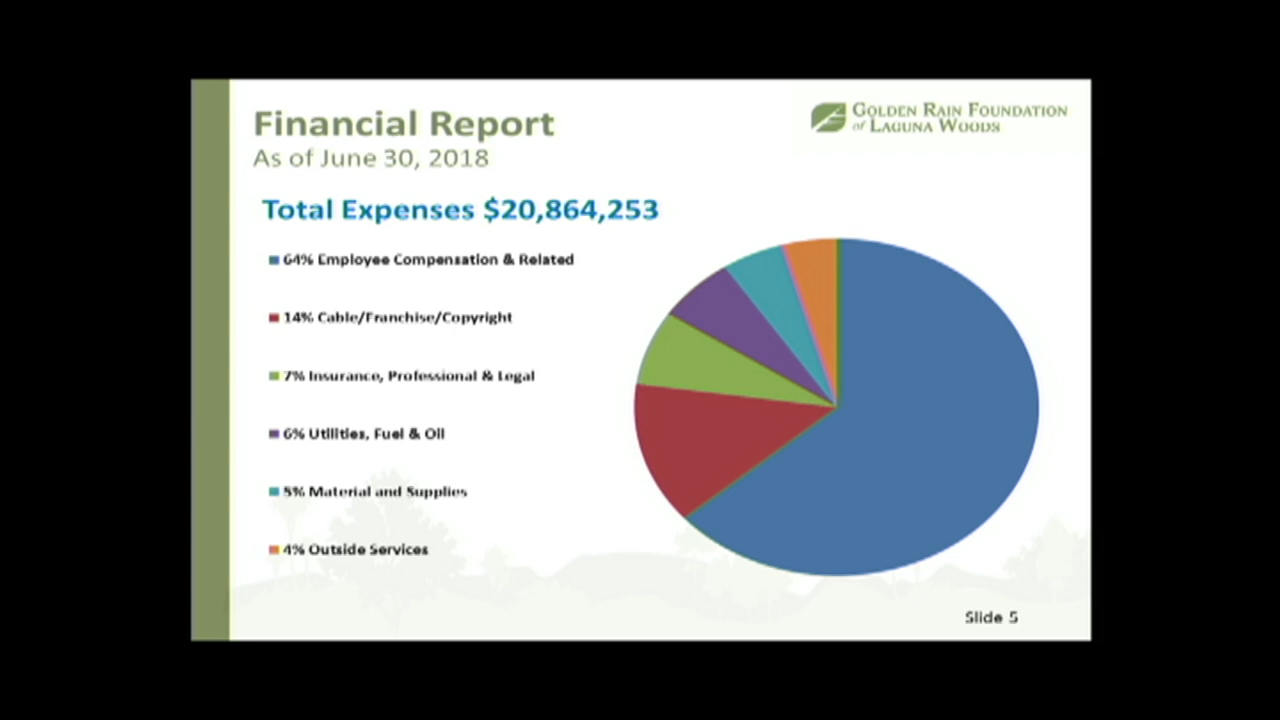 Financial Report
As of June 30, 2018
GOLDEN RAIN FOUNDATION
of LAGUNA WOODS
Total Expenses $20,864,253
64% Employee Compensation & Related
14% Cable/Franchise/Copyright
7% Insurance, Professional & Legal
6% Utilities, Fuel & Oil
5% Material and Supplies
4% Outside Services
Slide 5